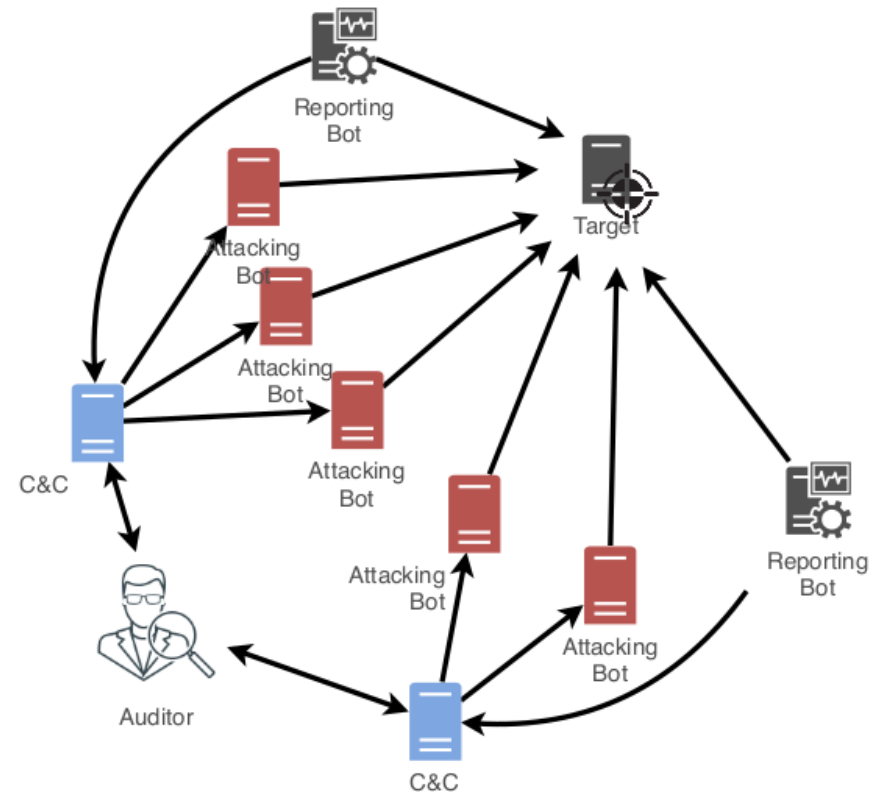 Reporting
Bot
Target
Attacking
Bot
Attacking
Bot
Attacking
Bot
C&C
Attacking
Bot
Reporting
Bot
Attacking
Bot
Auditor
C&C